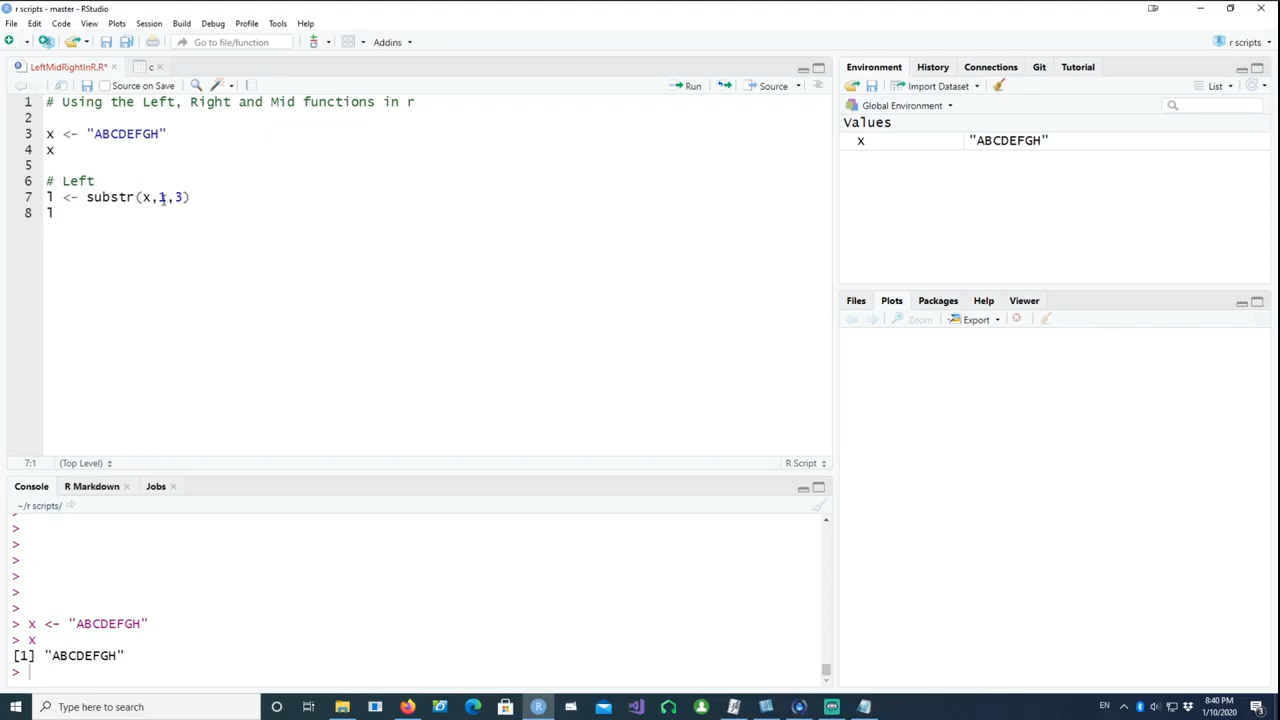 LeftMidRightInR.R - master - RStudio
File Edit Code View Plots Session Build Debug Profile Tools Help
Go to file/function Addins r scripts
LeftMidRightInR.R* c
Source on Save Run Source
1 # Using the Left, Right and Mid functions in r
2
3 x <- "ABCDEFGH"
4 x
5
6 # Left
7 l <- substr(x,1,3)
8 l
7:1 (Top Level) R Script
Console R Markdown Jobs
~/r scripts/
>
>
>
>
>
>
> x <- "ABCDEFGH"
> x
[1] "ABCDEFGH"
>
Environment History Connections Git Tutorial
Import Dataset List
Global Environment
Values
x "ABCDEFGH"
Files Plots Packages Help Viewer
Zoom Export
Type here to search
EN 8:40 PM
1/10/2020